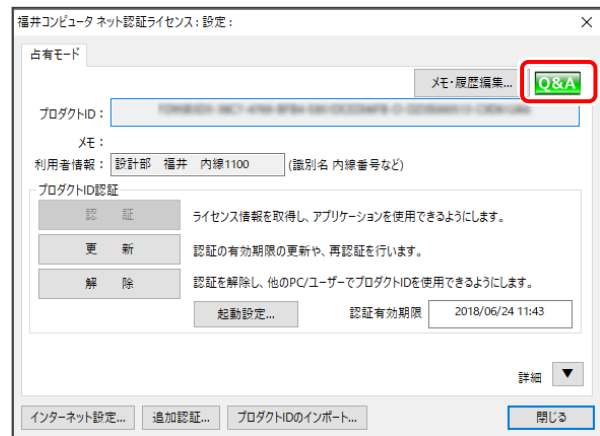 福井コンピュータ ネット認証ライセンス：設定：
占有モード
メモ・履歴編集... Q&A
プロダクトID：
メモ：
利用者情報： 設計部 福井 内線1100 (識別名 内線番号など)
プロダクトID認証
認 証 ライセンス情報を取得し、アプリケーションを使用できるようにします。
更 新 認証の有効期限の更新や、再認証を行います。
解 除 認証を解除し、他のPC/ユーザーでプロダクトIDを使用できるようにします。
起動設定... 認証有効期限 2018/06/24 11:43
詳細 ▼
インターネット設定... 追加認証... プロダクトIDのインポート... 閉じる